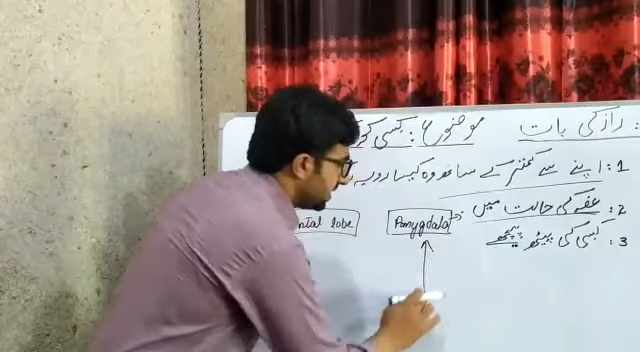 موضوع: کسی کو
راز کی بات:
1: اپنے سے کمتر کے ساتھ وہ کیسا رویہ
2: غصے کی حالت میں
3: کسی کی پیٹھ پیچھے
ntal lobe
Amygdala